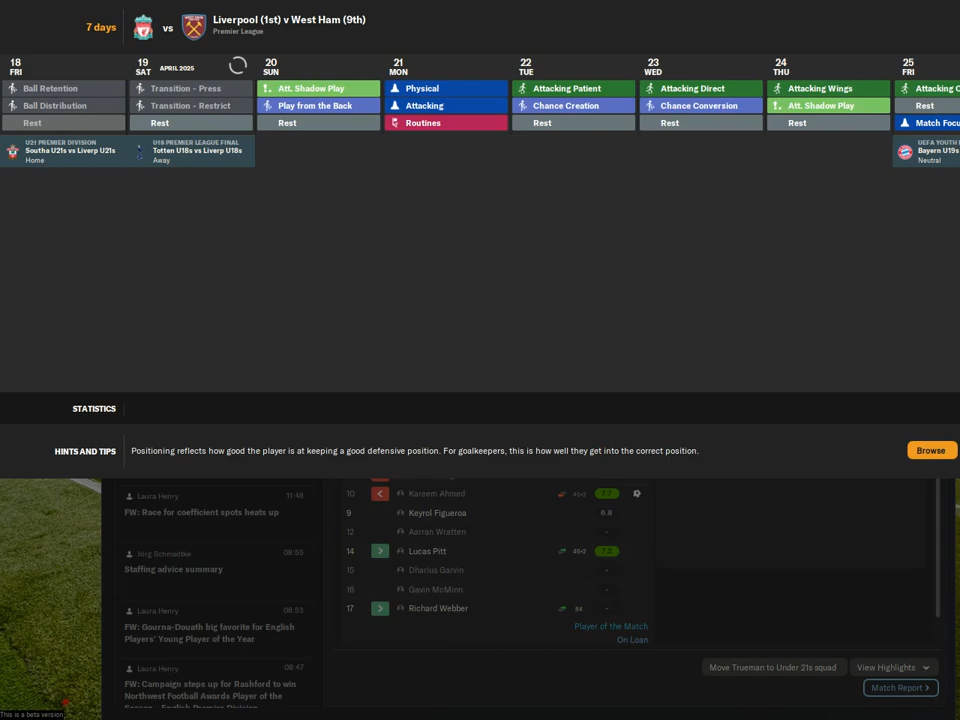 7 days
vs
Liverpool (1st) v West Ham (9th)
Premier League
18
FRI
19
SAT
APRIL 2025
20
SUN
21
MON
22
TUE
23
WED
24
THU
25
FRI
Ball Retention
Transition - Press
Att. Shadow Play
Physical
Attacking Patient
Attacking Direct
Attacking Wings
Attacking
Ball Distribution
Transition - Restrict
Play from the Back
Attacking
Chance Creation
Chance Conversion
Att. Shadow Play
Rest
Rest
Rest
Rest
Routines
Rest
Rest
Rest
Match Focu
U21 PREMIER DIVISION
Southa U21s vs Liverp U21s
Home
U18 PREMIER LEAGUE FINAL
Totten U18s vs Liverp U18s
Away
UEFA YOUTH
Bayern U19s
Neutral
STATISTICS
HINTS AND TIPS
Positioning reflects how good the player is at keeping a good defensive position. For goalkeepers, this is how well they get into the correct position.
Browse
Laura Henry 11:48
FW: Race for coefficient spots heats up
Jörg Schmadtke 08:55
Staffing advice summary
Laura Henry 08:53
FW: Gourna-Douath big favorite for English
Players' Young Player of the Year
Laura Henry 08:47
FW: Campaign steps up for Rashford to win
Northwest Football Awards Player of the
Season - English Premier Division
10 Kareem Ahmed 7.7
9 Keyrol Figueroa 6.8
12 Aarran Wratten -
14 Lucas Pitt 45+2 7.3
15 Dharius Garvin -
16 Gavin McMinn -
17 Richard Webber 84 -
Player of the Match
On Loan
Move Trueman to Under 21s squad
View Highlights
Match Report >
This is a beta version